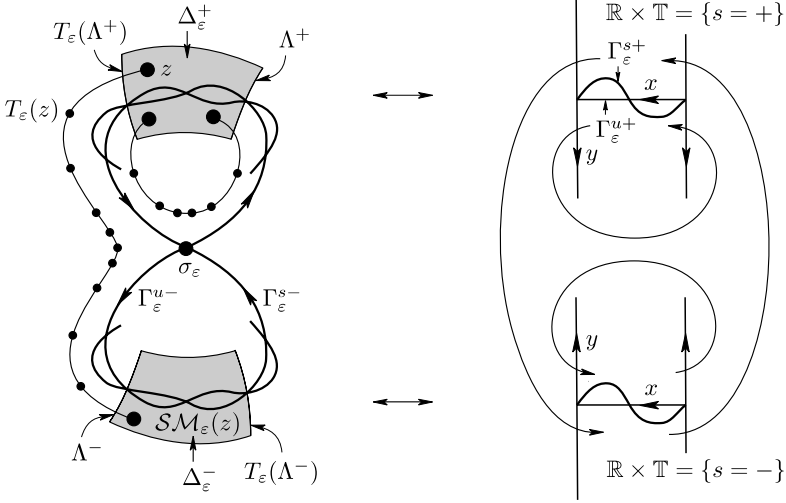 T_ε(Λ⁺)
Δ_ε⁺
Λ⁺
z
T_ε(z)
σ_ε
Γ_ε^{u−}
Γ_ε^{s−}
𝒮ℳ_ε(z)
Λ⁻
Δ_ε⁻
T_ε(Λ⁻)
ℝ × 𝕋 = {s = +}
Γ_ε^{s+}
x
Γ_ε^{u+}
y
y
x
ℝ × 𝕋 = {s = −}